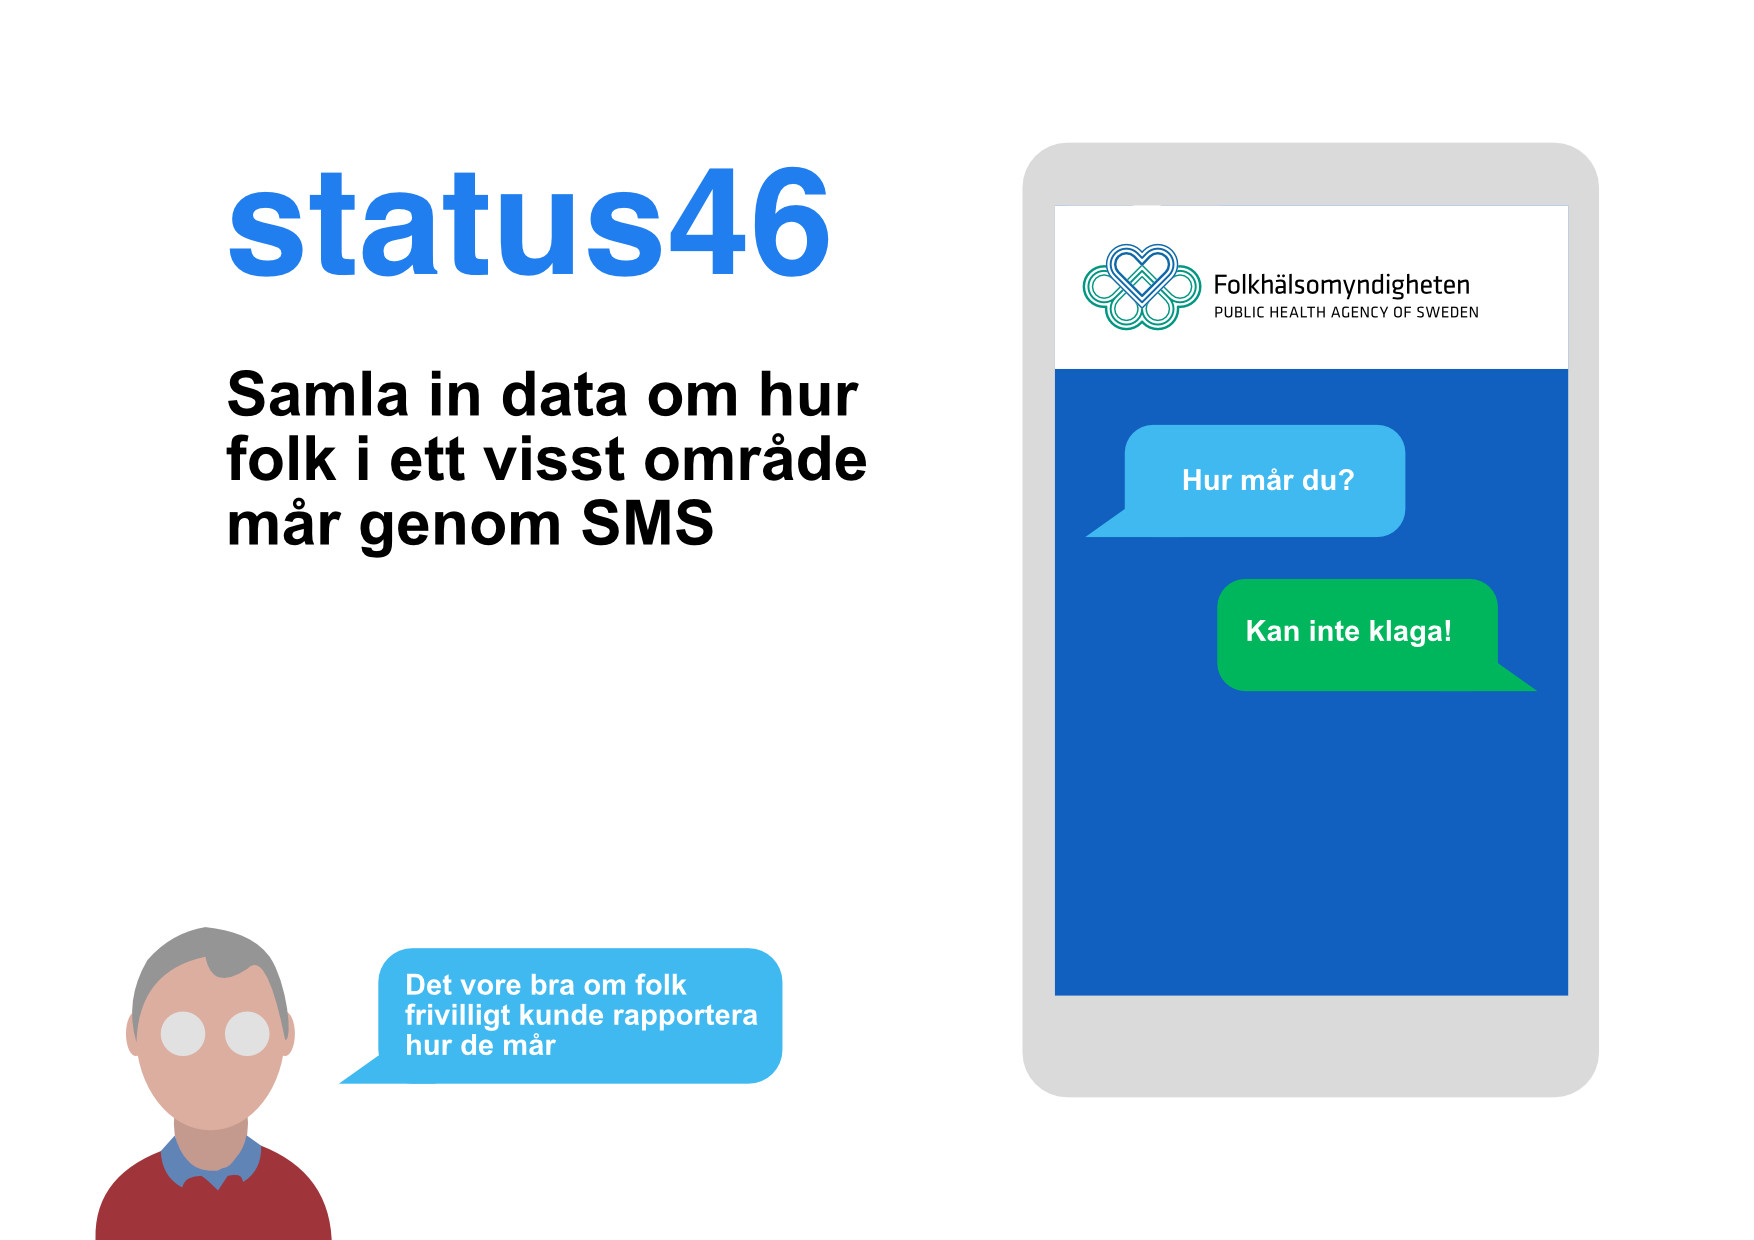 status46
Samla in data om hur
folk i ett visst område
mår genom SMS
Folkhälsomyndigheten
PUBLIC HEALTH AGENCY OF SWEDEN
Hur mår du?
Kan inte klaga!
Det vore bra om folk
frivilligt kunde rapportera
hur de mår